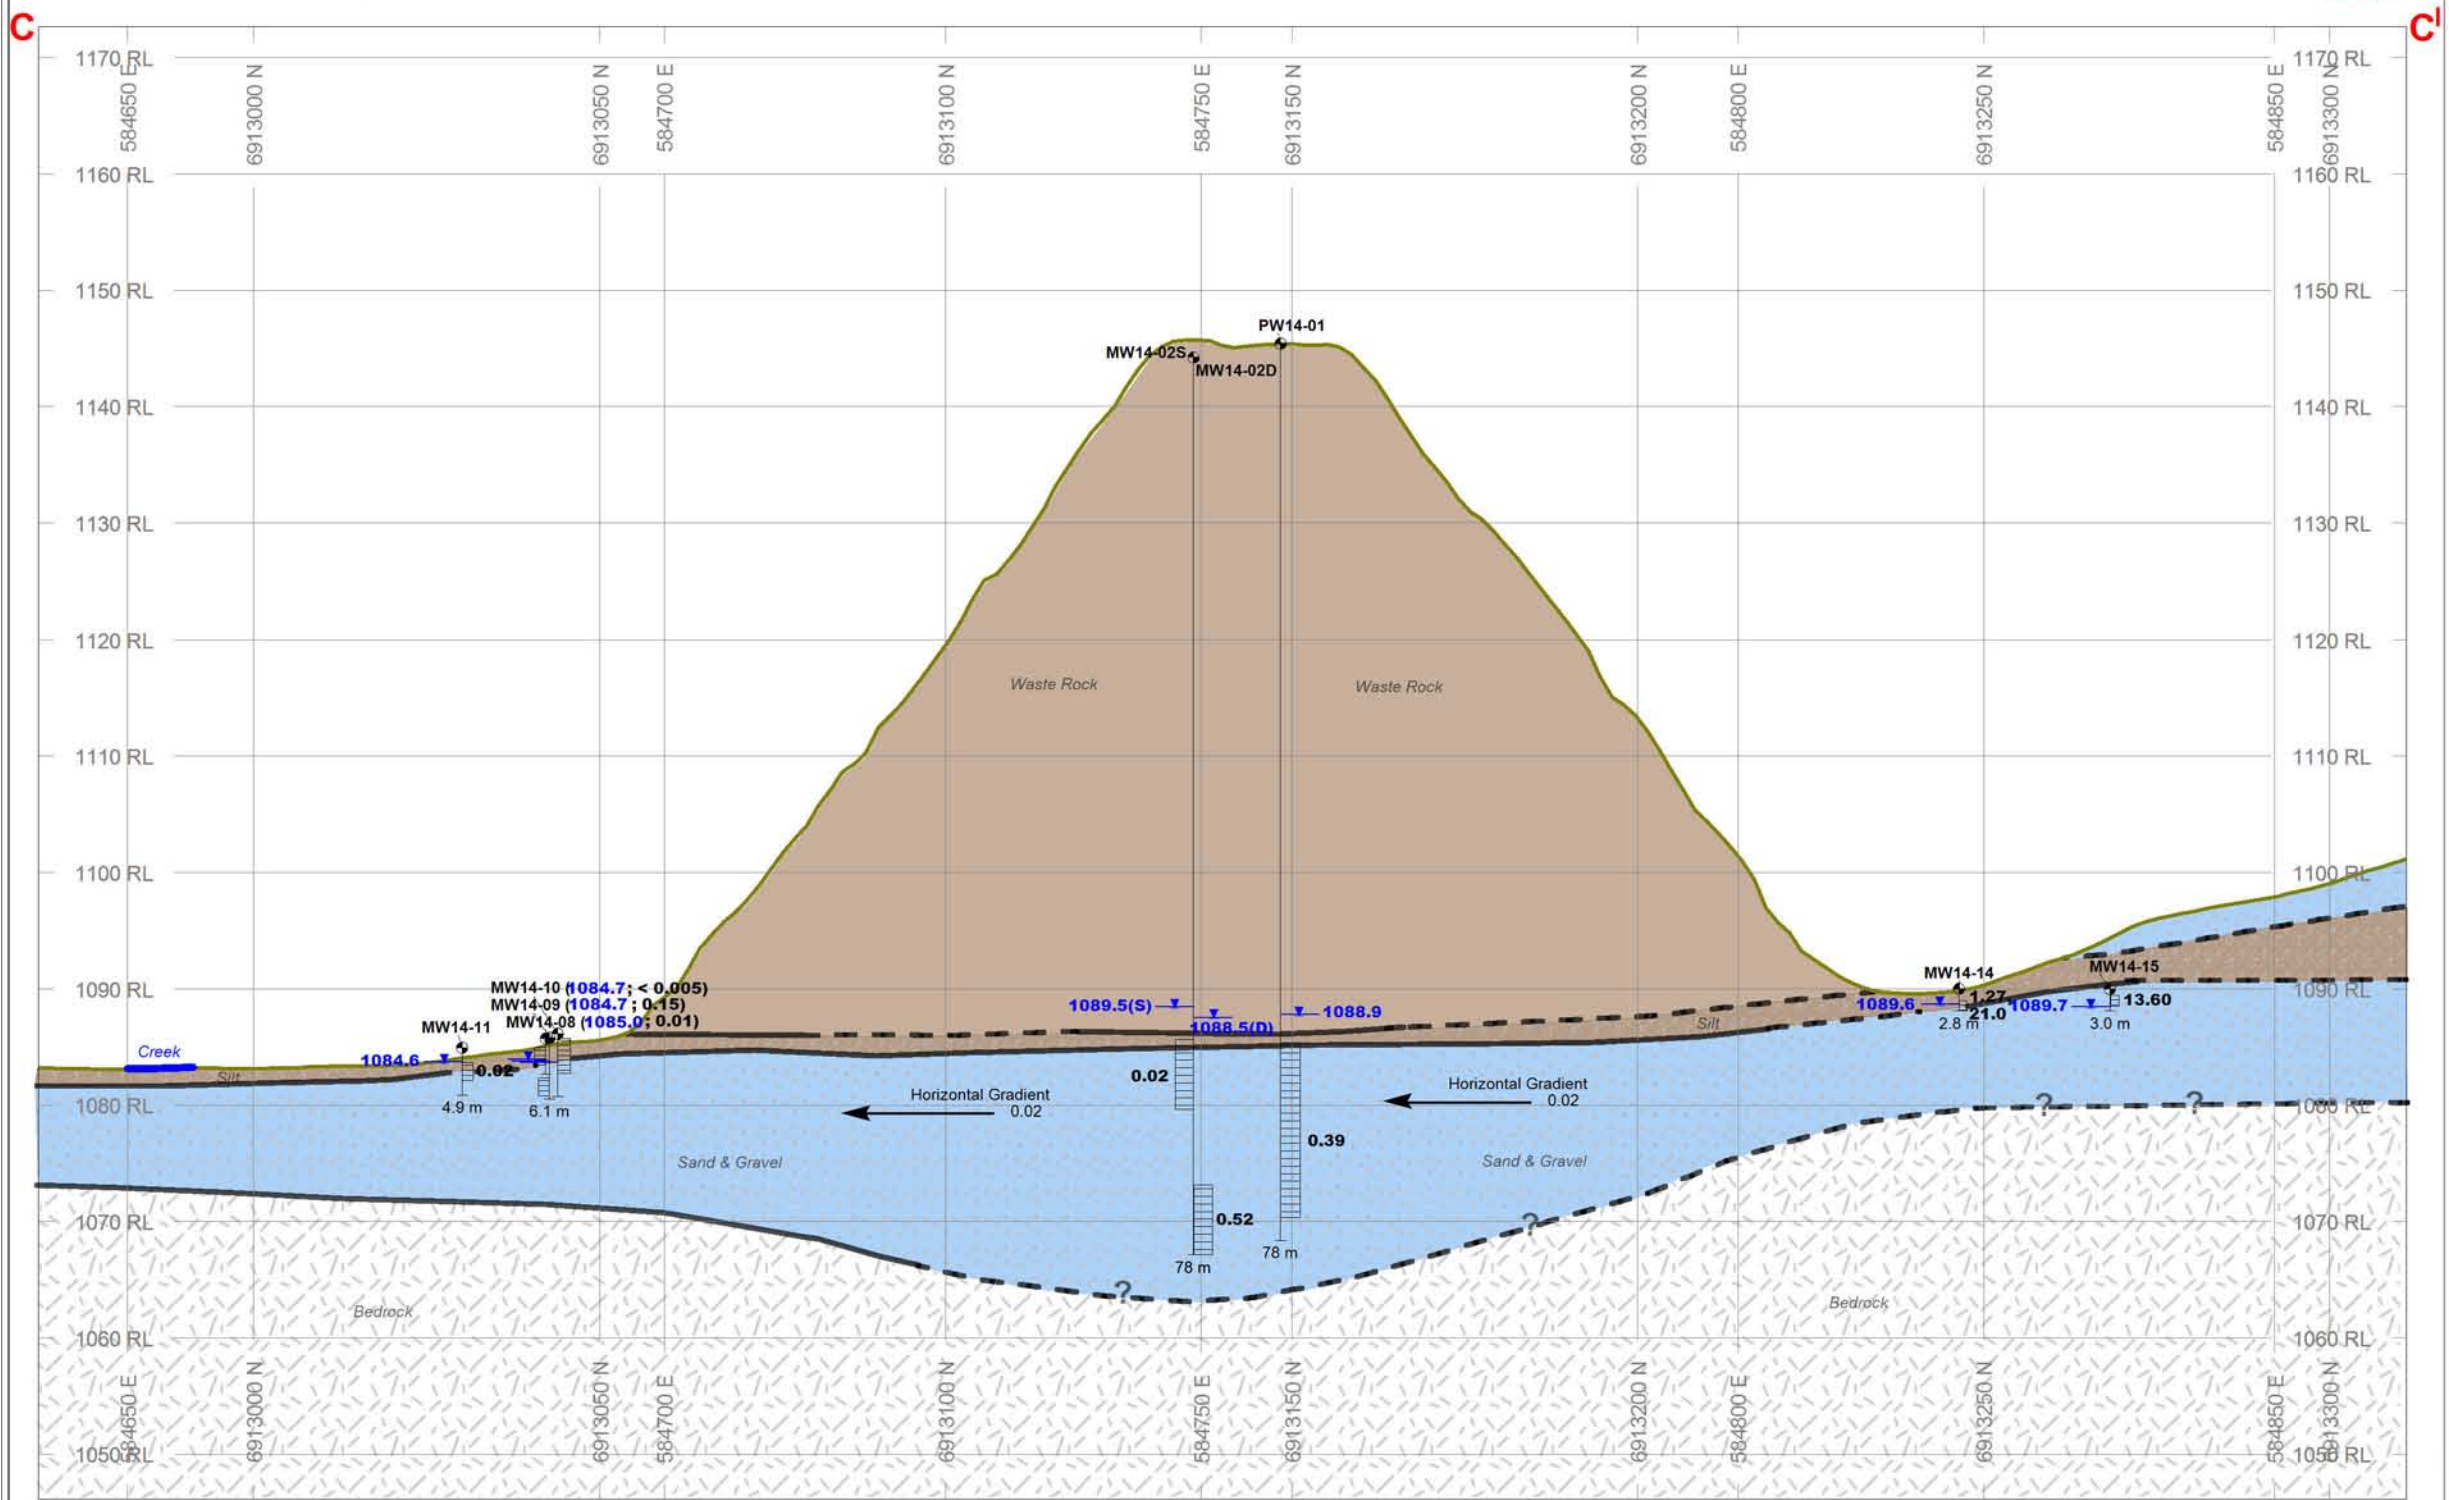 C
C'
1170 RL
1170 RL
584650 E
6913000 N
6913050 N
584700 E
6913100 N
584750 E
6913150 N
6913200 N
584800 E
6913250 N
584850 E
6913300 N
1160 RL
1160 RL
1150 RL
1150 RL
PW14-01
MW14-02S
MW14-02D
1140 RL
1140 RL
1130 RL
1130 RL
1120 RL
1120 RL
Waste Rock
Waste Rock
1110 RL
1110 RL
1100 RL
1100 RL
MW14-15
MW14-14
1090 RL
MW14-10 (1084.7; < 0.005)
1090 RL
MW14-09 (1084.7 ; 0.15)
MW14-08 (1085.0; 0.01)
MW14-11
1089.5(S)
1088.5(D)
1088.9
1089.6
1.27
21.0
2.8 m
1089.7
13.60
3.0 m
Silt
Creek
1084.6
Silt
0.02
4.9 m
6.1 m
1080 RL
1080 RL
0.02
Horizontal Gradient
0.02
Horizontal Gradient
0.02
0.39
Sand & Gravel
Sand & Gravel
1070 RL
0.52
?
1070 RL
78 m
78 m
?
?
?
Bedrock
Bedrock
1060 RL
1060 RL
584650 E
6913000 N
6913050 N
584700 E
6913100 N
584750 E
6913150 N
6913200 N
584800 E
6913250 N
584850 E
6913300 N
1050 RL
1050 RL